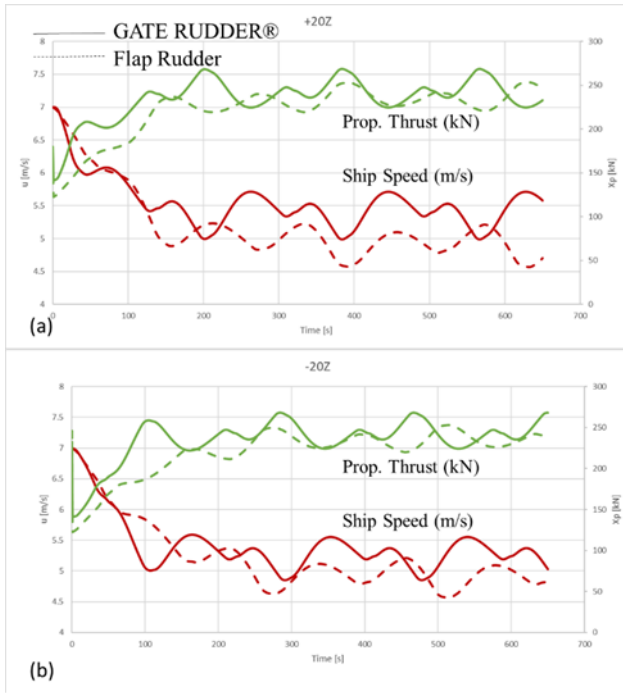 +20Z
GATE RUDDER®
Flap Rudder
8
7.5
7
6.5
6
5.5
5
4.5
4
u [m/s]
300
250
200
150
100
50
0
Xp [kN]
Prop. Thrust (kN)
Ship Speed (m/s)
0 100 200 300 400 500 600 700
Time [s]
(a)
-20Z
8
7.5
7
6.5
6
5.5
5
4.5
4
u [m/s]
300
250
200
150
100
50
0
Xp [kN]
Prop. Thrust (kN)
Ship Speed (m/s)
0 100 200 300 400 500 600 700
Time [s]
(b)